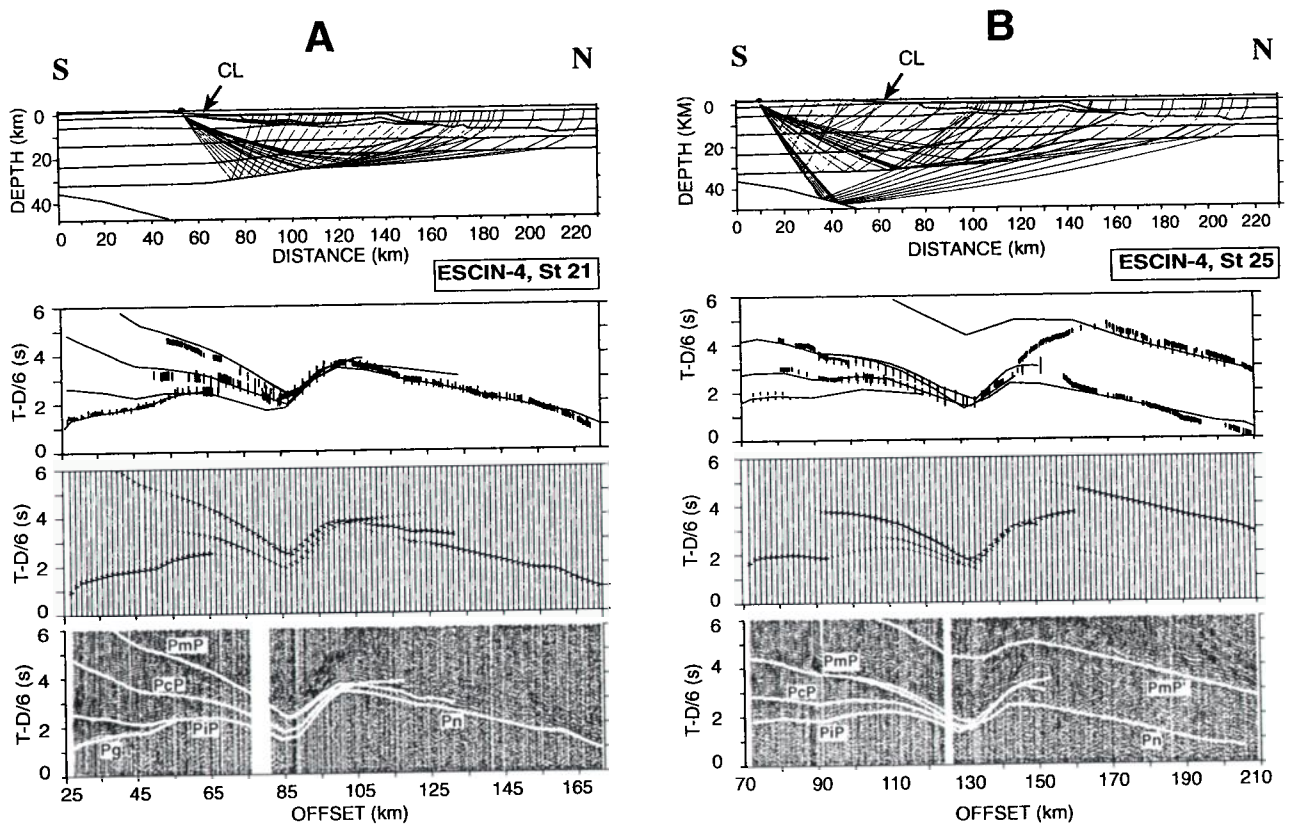 A
S
CL
N
DEPTH (km)
0
20
40
0 20 40 60 80 100 120 140 160 180 200 220
DISTANCE (km)
ESCIN-4, St 21
T-D/6 (s)
6
4
2
0
T-D/6 (s)
6
4
2
0
T-D/6 (s)
6
4
2
0
PmP
PcP
PiP
Pg
Pn
25 45 65 85 105 125 145 165
OFFSET (km)
B
S
CL
N
DEPTH (KM)
0
20
40
0 20 40 60 80 100 120 140 160 180 200 220
DISTANCE (km)
ESCIN-4, St 25
T-D/6 (s)
6
4
2
0
T-D/6 (s)
6
4
2
0
T-D/6 (s)
6
4
2
0
PmP
PcP
PiP
PmP'
Pn
70 90 110 130 150 170 190 210
OFFSET (km)